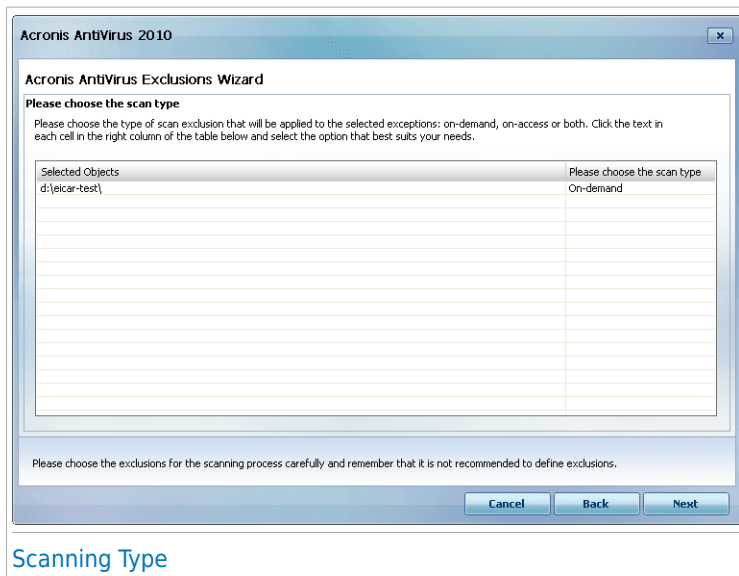 Acronis AntiVirus 2010
Acronis AntiVirus Exclusions Wizard
Please choose the scan type
Please choose the type of scan exclusion that will be applied to the selected exceptions: on-demand, on-access or both. Click the text in
each cell in the right column of the table below and select the option that best suits your needs.
Selected Objects Please choose the scan type
d:\eicar-test\ On-demand
Please choose the exclusions for the scanning process carefully and remember that it is not recommended to define exclusions.
Cancel Back Next
Scanning Type